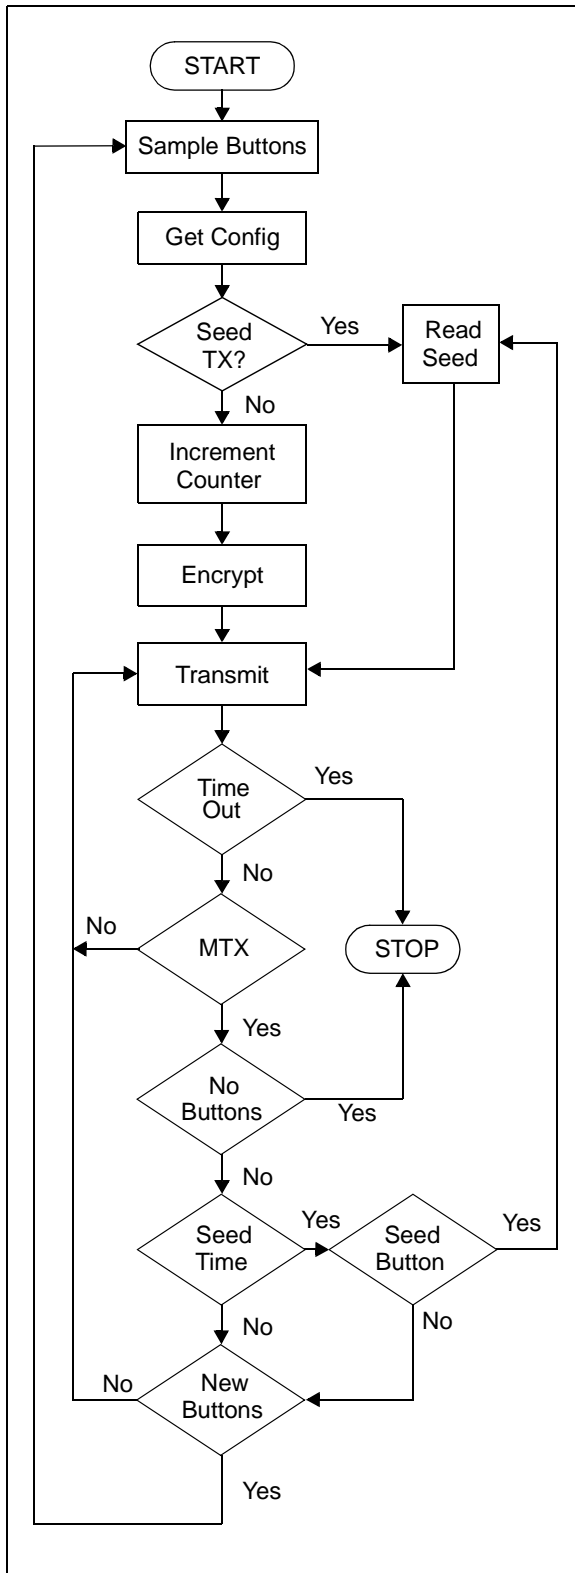 START
Sample Buttons
Get Config
Seed
TX?
Yes
Read
Seed
No
Increment
Counter
Encrypt
Transmit
Time
Out
Yes
No
No
MTX
STOP
Yes
No
Buttons
Yes
No
Seed
Time
Yes
Seed
Button
Yes
No
No
No
New
Buttons
Yes